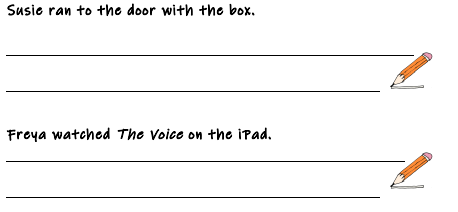 Susie ran to the door with the box.
Freya watched The Voice on the iPad.